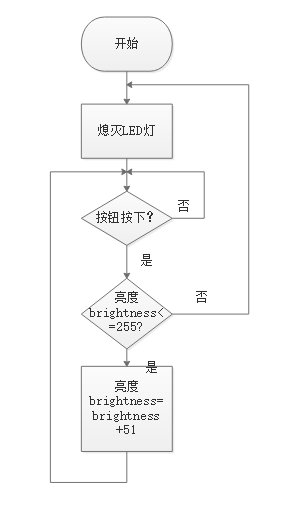 开始
熄灭LED灯
按钮按下？
否
是
亮度
brightness<
=255?
否
是
亮度
brightness=
brightness
+51